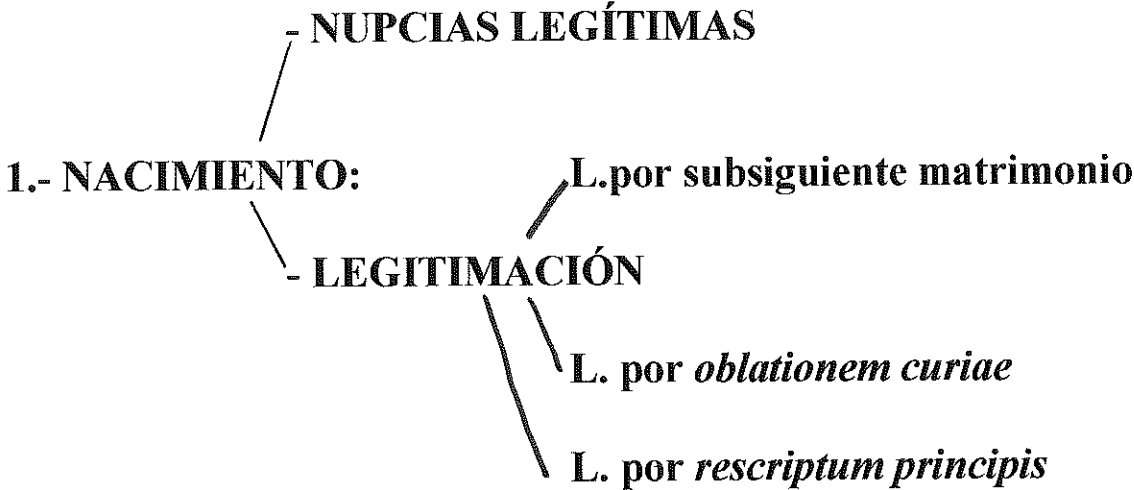 - NUPCIAS LEGÍTIMAS
1.- NACIMIENTO:
L.por subsiguiente matrimonio
- LEGITIMACIÓN
L. por oblationem curiae
L. por rescriptum principis